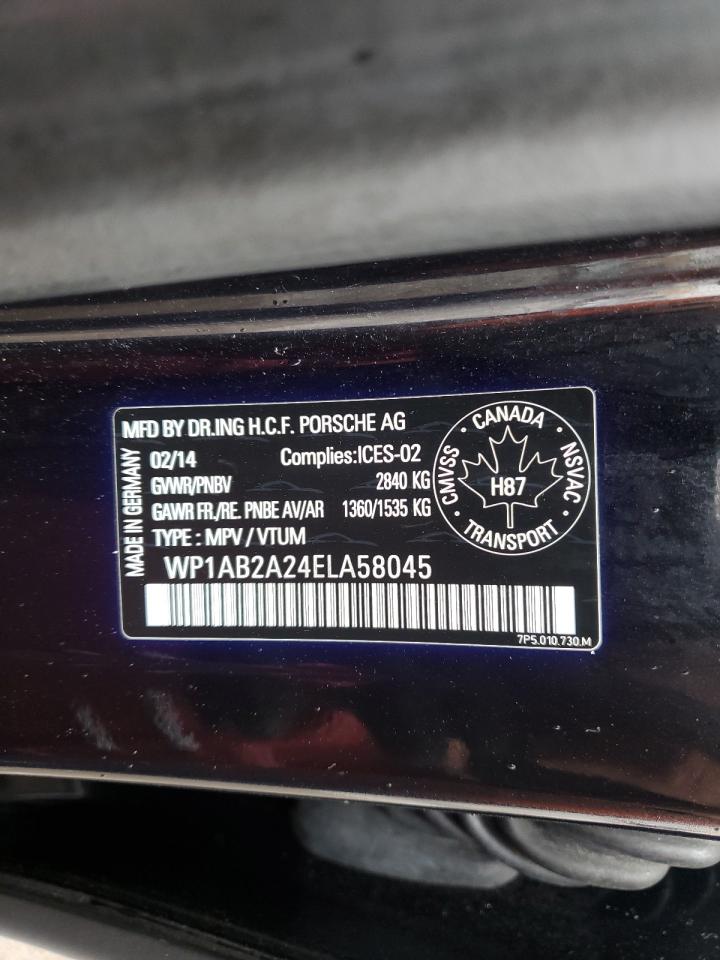 MFD BY DR.ING H.C.F. PORSCHE AG
MADE IN GERMANY
02/14 Complies:ICES-02
GVWR/PNBV 2840 KG
GAWR FR./RE. PNBE AV/AR 1360/1535 KG
TYPE : MPV / VTUM
WP1AB2A24ELA58045
7P5.010.730.M
CANADA
CMVSS
NSVAC
H87
TRANSPORT